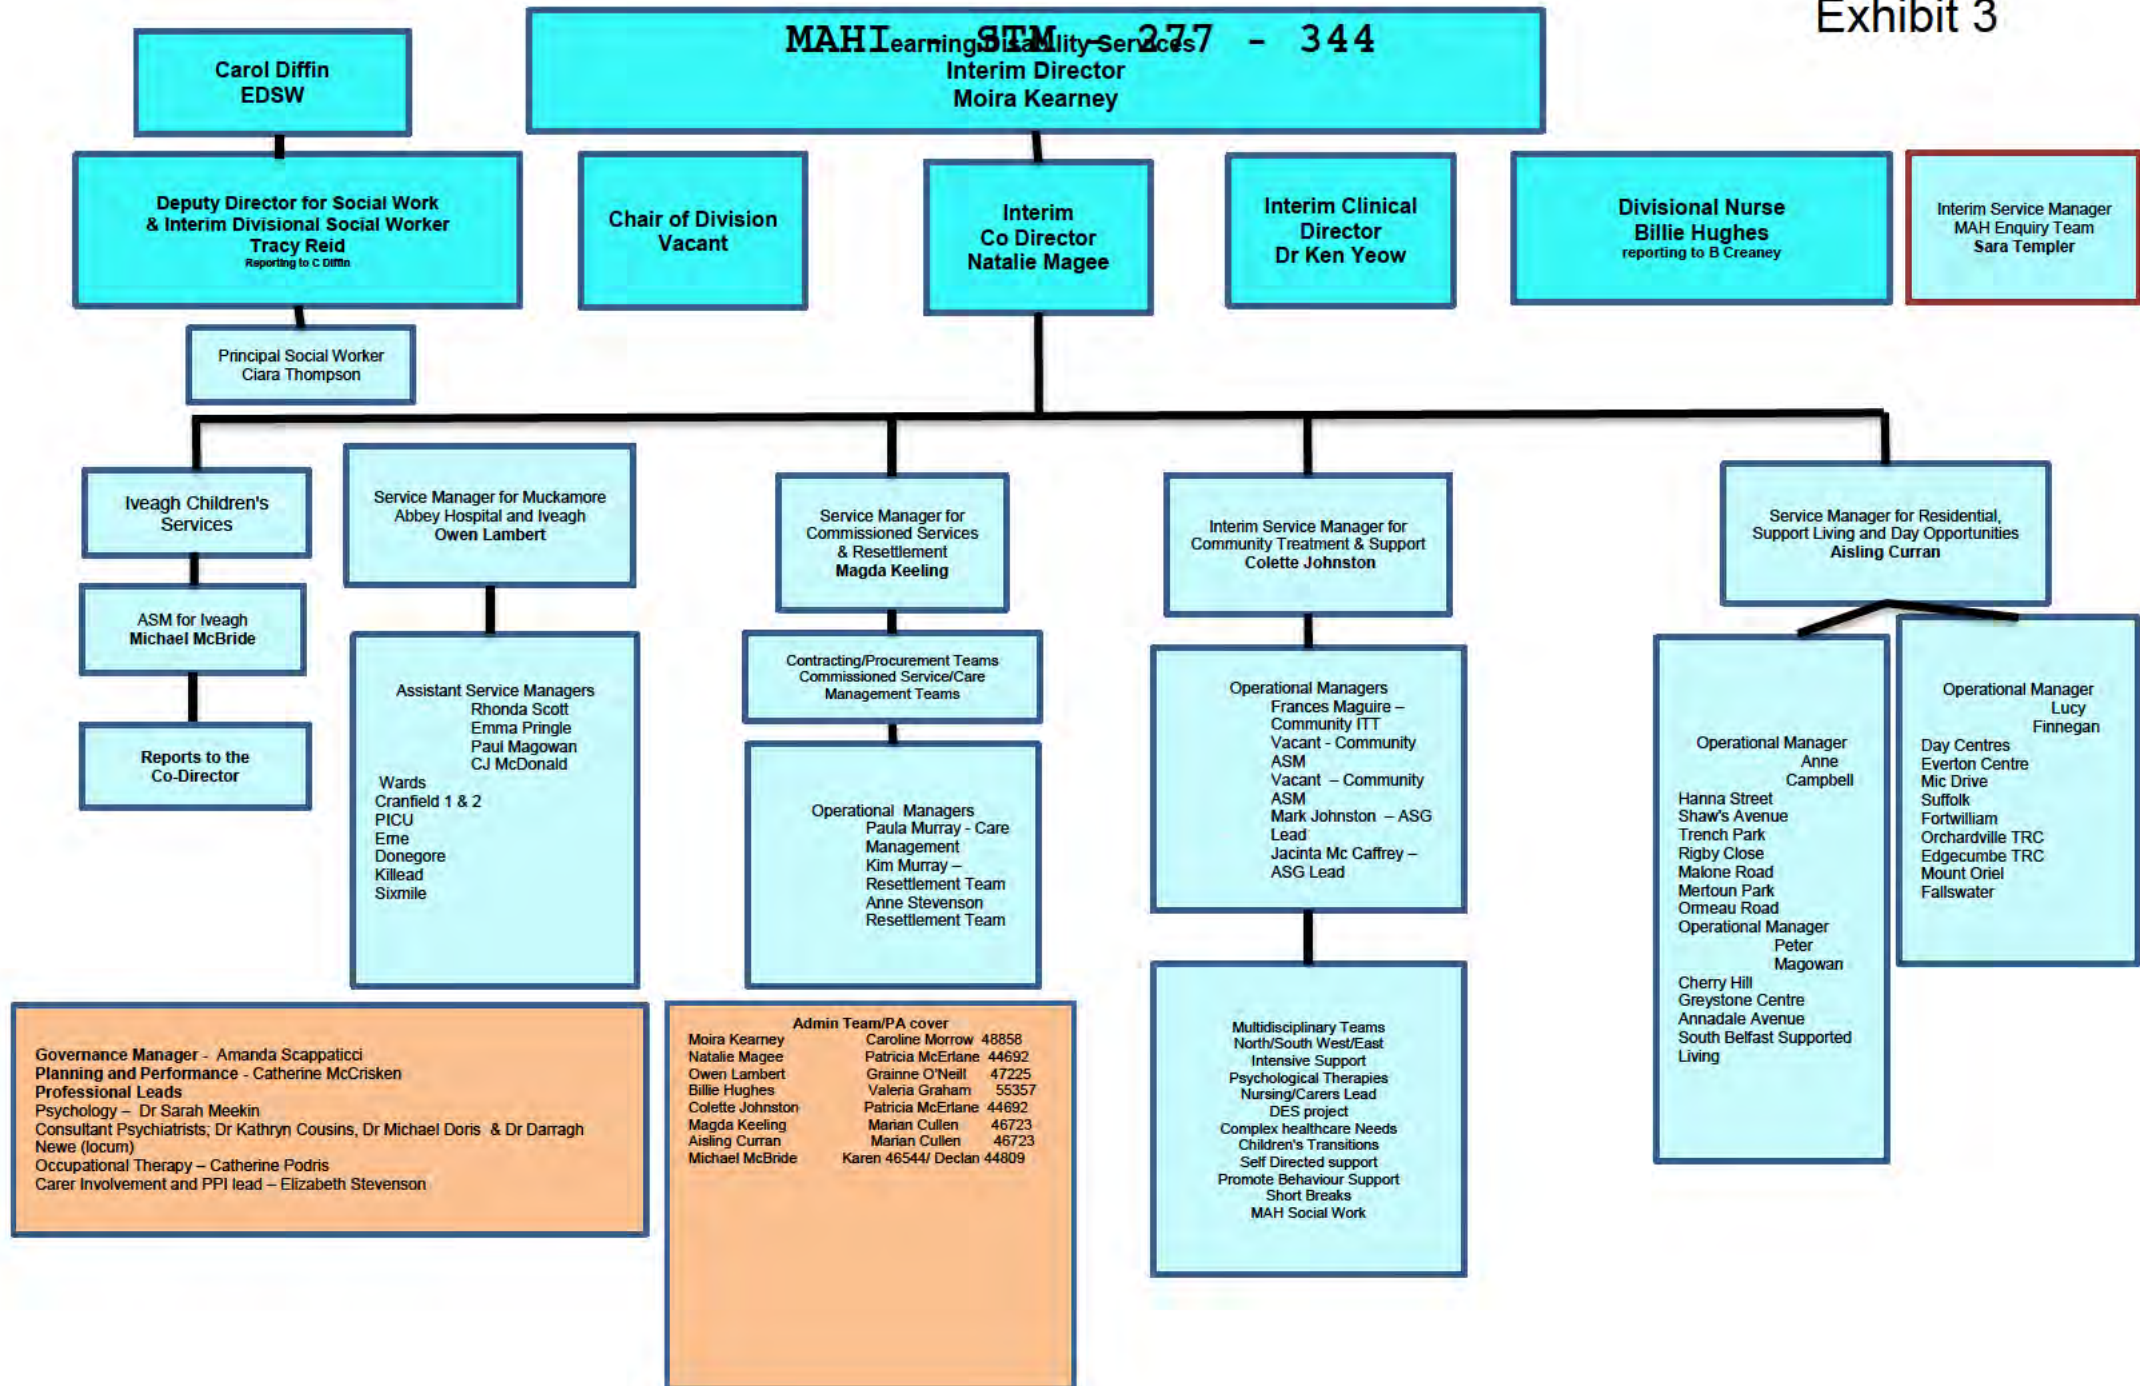 Exhibit 3
MAHI - STM - 277 - 344
earning Disability Services
Interim Director
Moira Kearney
Carol Diffin
EDSW
Deputy Director for Social Work
& Interim Divisional Social Worker
Tracy Reid
Reporting to C Diffin
Chair of Division
Vacant
Interim
Co Director
Natalie Magee
Interim Clinical
Director
Dr Ken Yeow
Divisional Nurse
Billie Hughes
reporting to B Creaney
Interim Service Manager
MAH Enquiry Team
Sara Templer
Principal Social Worker
Ciara Thompson
Iveagh Children's
Services
ASM for Iveagh
Michael McBride
Reports to the
Co-Director
Service Manager for Muckamore
Abbey Hospital and Iveagh
Owen Lambert
Assistant Service Managers
Rhonda Scott
Emma Pringle
Paul Magowan
CJ McDonald
Wards
Cranfield 1 & 2
PICU
Erne
Donegore
Killead
Sixmile
Service Manager for
Commissioned Services
& Resettlement
Magda Keeling
Contracting/Procurement Teams
Commissioned Service/Care
Management Teams
Operational Managers
Paula Murray - Care
Management
Kim Murray –
Resettlement Team
Anne Stevenson
Resettlement Team
Interim Service Manager for
Community Treatment & Support
Colette Johnston
Operational Managers
Frances Maguire –
Community ITT
Vacant - Community
ASM
Vacant – Community
ASM
Mark Johnston – ASG
Lead
Jacinta Mc Caffrey –
ASG Lead
Multidisciplinary Teams
North/South West/East
Intensive Support
Psychological Therapies
Nursing/Carers Lead
DES project
Complex healthcare Needs
Children's Transitions
Self Directed support
Promote Behaviour Support
Short Breaks
MAH Social Work
Service Manager for Residential,
Support Living and Day Opportunities
Aisling Curran
Operational Manager
Anne
Campbell
Hanna Street
Shaw's Avenue
Trench Park
Rigby Close
Malone Road
Mertoun Park
Ormeau Road
Operational Manager
Peter
Magowan
Cherry Hill
Greystone Centre
Annadale Avenue
South Belfast Supported
Living
Operational Manager
Lucy
Finnegan
Day Centres
Everton Centre
Mic Drive
Suffolk
Fortwilliam
Orchardville TRC
Edgecumbe TRC
Mount Oriel
Fallswater
Governance Manager - Amanda Scappaticci
Planning and Performance - Catherine McCrisken
Professional Leads
Psychology – Dr Sarah Meekin
Consultant Psychiatrists; Dr Kathryn Cousins, Dr Michael Doris & Dr Darragh
Newe (locum)
Occupational Therapy – Catherine Podris
Carer Involvement and PPI lead – Elizabeth Stevenson
Admin Team/PA cover
Moira Kearney Caroline Morrow 48858
Natalie Magee Patricia McErlane 44692
Owen Lambert Grainne O'Neill 47225
Billie Hughes Valeria Graham 55357
Colette Johnston Patricia McErlane 44692
Magda Keeling Marian Cullen 46723
Aisling Curran Marian Cullen 46723
Michael McBride Karen 46544/ Declan 44809